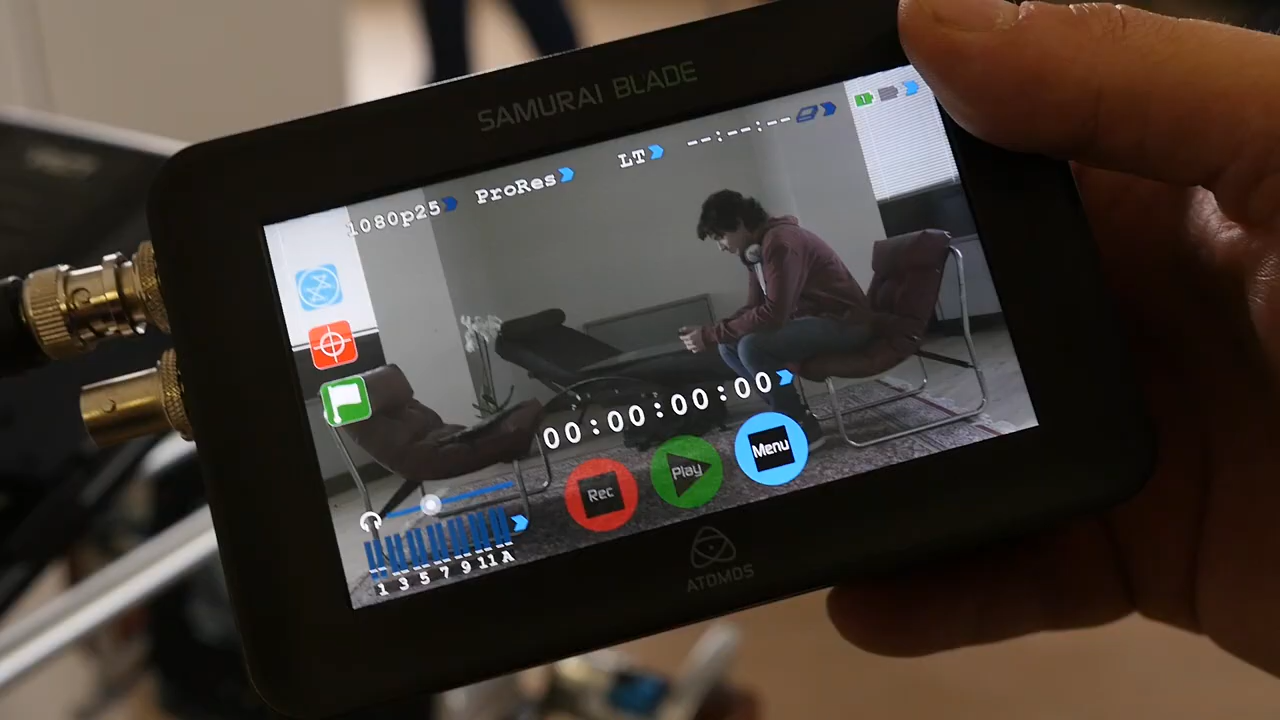 SAMURAI BLADE
1080p25 ProRes LT --:--:--
1
00:00:00:00
Rec Play Menu
1 3 5 7 9 11 A
ATOMOS